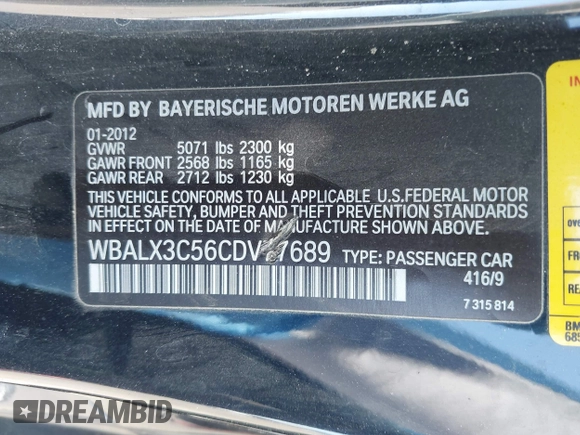 MFD BY BAYERISCHE MOTOREN WERKE AG
01-2012
GVWR 5071 lbs 2300 kg
GAWR FRONT 2568 lbs 1165 kg
GAWR REAR 2712 lbs 1230 kg
THIS VEHICLE CONFORMS TO ALL APPLICABLE U.S.FEDERAL MOTOR
VEHICLE SAFETY, BUMPER AND THEFT PREVENTION STANDARDS
IN EFFECT ON THE DATE OF MANUFACTURE SHOWN ABOVE.
TYPE: PASSENGER CAR
416/9
7 315 814
DREAMBID